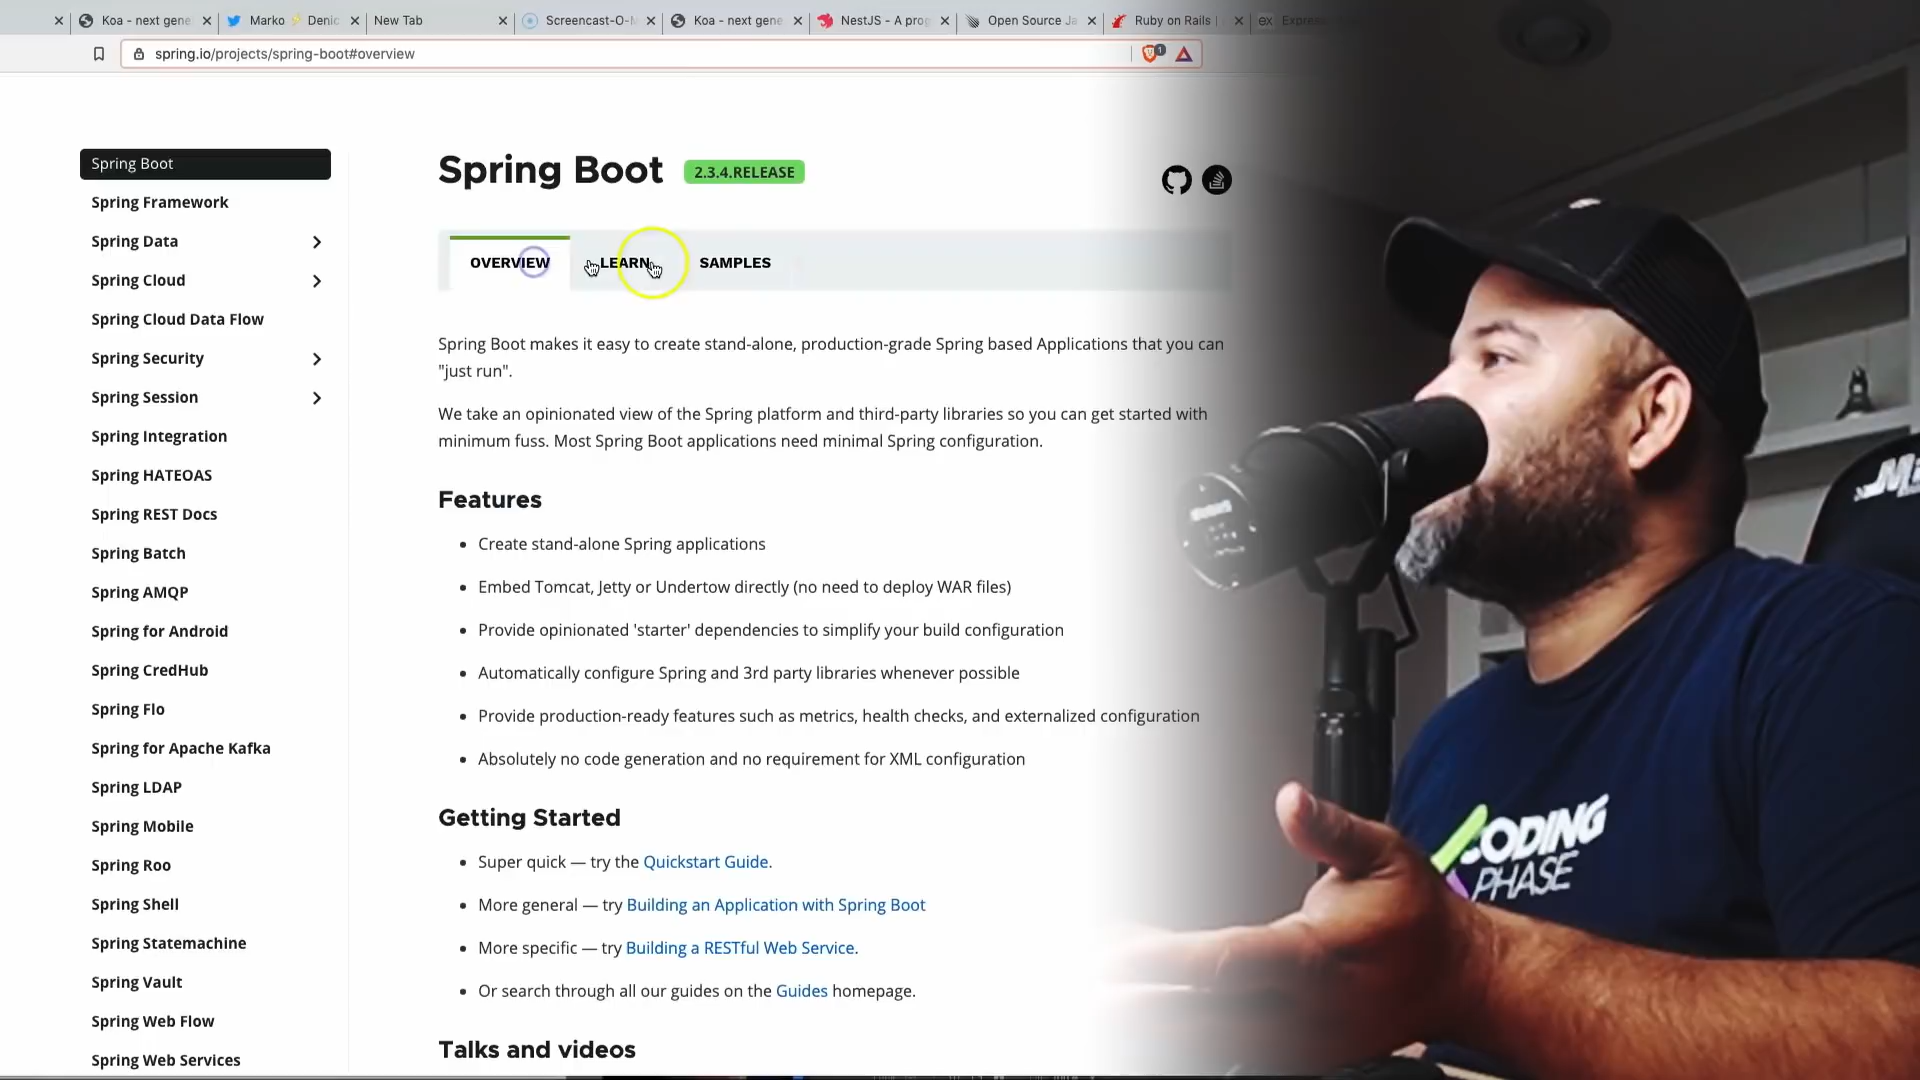 Koa - next gene
Marko ⚡ Denic
New Tab
Screencast-O-M
Koa - next gene
NestJS - A prog
Open Source Ja
Ruby on Rails |
ex Express
spring.io/projects/spring-boot#overview
1
Spring Boot
Spring Framework
Spring Data
Spring Cloud
Spring Cloud Data Flow
Spring Security
Spring Session
Spring Integration
Spring HATEOAS
Spring REST Docs
Spring Batch
Spring AMQP
Spring for Android
Spring CredHub
Spring Flo
Spring for Apache Kafka
Spring LDAP
Spring Mobile
Spring Roo
Spring Shell
Spring Statemachine
Spring Vault
Spring Web Flow
Spring Web Services
Spring Boot 2.3.4.RELEASE
OVERVIEW LEARN SAMPLES
Spring Boot makes it easy to create stand-alone, production-grade Spring based Applications that you can
"just run".
We take an opinionated view of the Spring platform and third-party libraries so you can get started with
minimum fuss. Most Spring Boot applications need minimal Spring configuration.
Features
• Create stand-alone Spring applications
• Embed Tomcat, Jetty or Undertow directly (no need to deploy WAR files)
• Provide opinionated 'starter' dependencies to simplify your build configuration
• Automatically configure Spring and 3rd party libraries whenever possible
• Provide production-ready features such as metrics, health checks, and externalized configuration
• Absolutely no code generation and no requirement for XML configuration
Getting Started
• Super quick — try the Quickstart Guide.
• More general — try Building an Application with Spring Boot
• More specific — try Building a RESTful Web Service.
• Or search through all our guides on the Guides homepage.
Talks and videos
CODING
PHASE